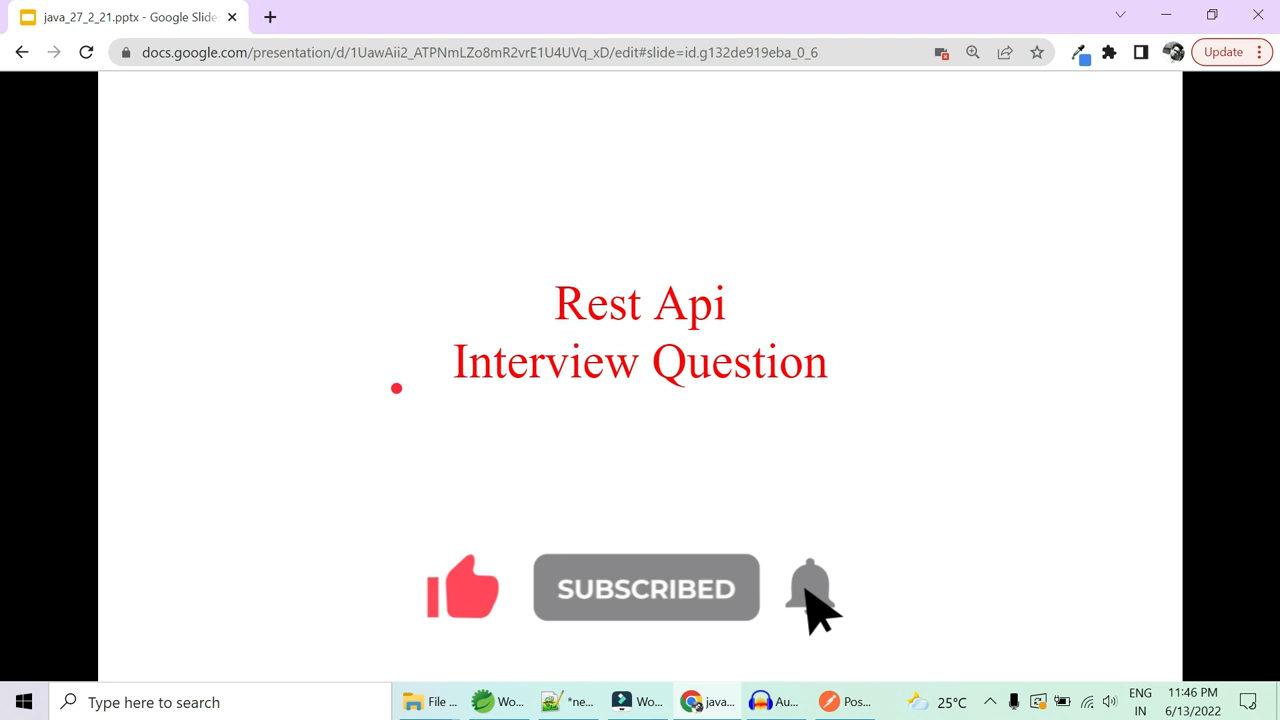 java_27_2_21.pptx - Google Slide
docs.google.com/presentation/d/1UawAii2_ATPNmLZo8mR2vrE1U4UVq_xD/edit#slide=id.g132de919eba_0_6
Update
Rest Api
Interview Question
SUBSCRIBED
Type here to search
File ...
Wo...
*ne...
Wo...
java...
Au...
Pos...
25°C
ENG
IN
11:46 PM
6/13/2022